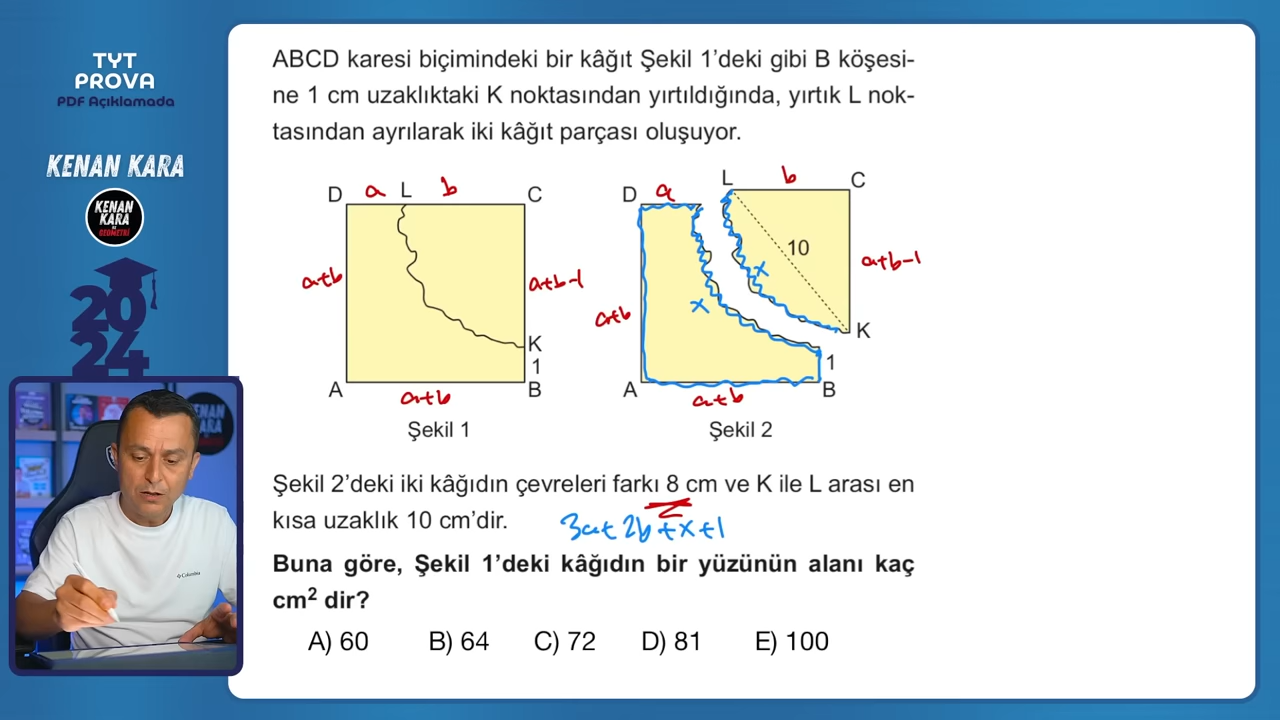 TYT
PROVA
PDF Açıklamada
KENAN KARA
KENAN
KARA
ile
GEOMETRİ
2024
ABCD karesi biçimindeki bir kâğıt Şekil 1'deki gibi B köşesi-
ne 1 cm uzaklıktaki K noktasından yırtıldığında, yırtık L nok-
tasından ayrılarak iki kâğıt parçası oluşuyor.
D a L b C
a+b
a+b-1
K
1
A a+b B
Şekil 1
D a L b C
10
a+b
x
x
a+b-1
K
1
A a+b B
Şekil 2
Şekil 2'deki iki kâğıdın çevreleri farkı 8 cm ve K ile L arası en
kısa uzaklık 10 cm'dir.
3a+2b+x+1
Buna göre, Şekil 1'deki kâğıdın bir yüzünün alanı kaç
cm² dir?
A) 60 B) 64 C) 72 D) 81 E) 100
KENAN
KARA
Columbia